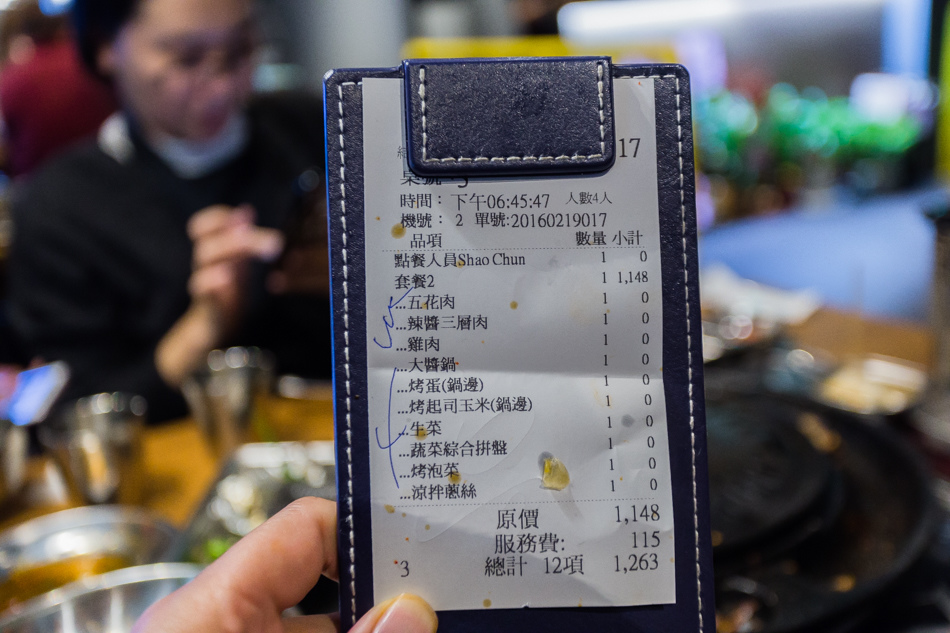 17
桌號 3
時間： 下午06:45:47 人數4人
機號： 2 單號:20160219017
品項 數量 小計
點餐人員Shao Chun 1 0
套餐2 1 1,148
...五花肉 1 0
...辣醬三層肉 1 0
...雞肉 1 0
...大醬鍋 1 0
...烤蛋(鍋邊) 1 0
...烤起司玉米(鍋邊) 1 0
...生菜 1 0
...蔬菜綜合拼盤 1 0
...烤泡菜 1 0
...涼拌蔥絲 1 0
原價 1,148
服務費: 115
3 總計 12項 1,263